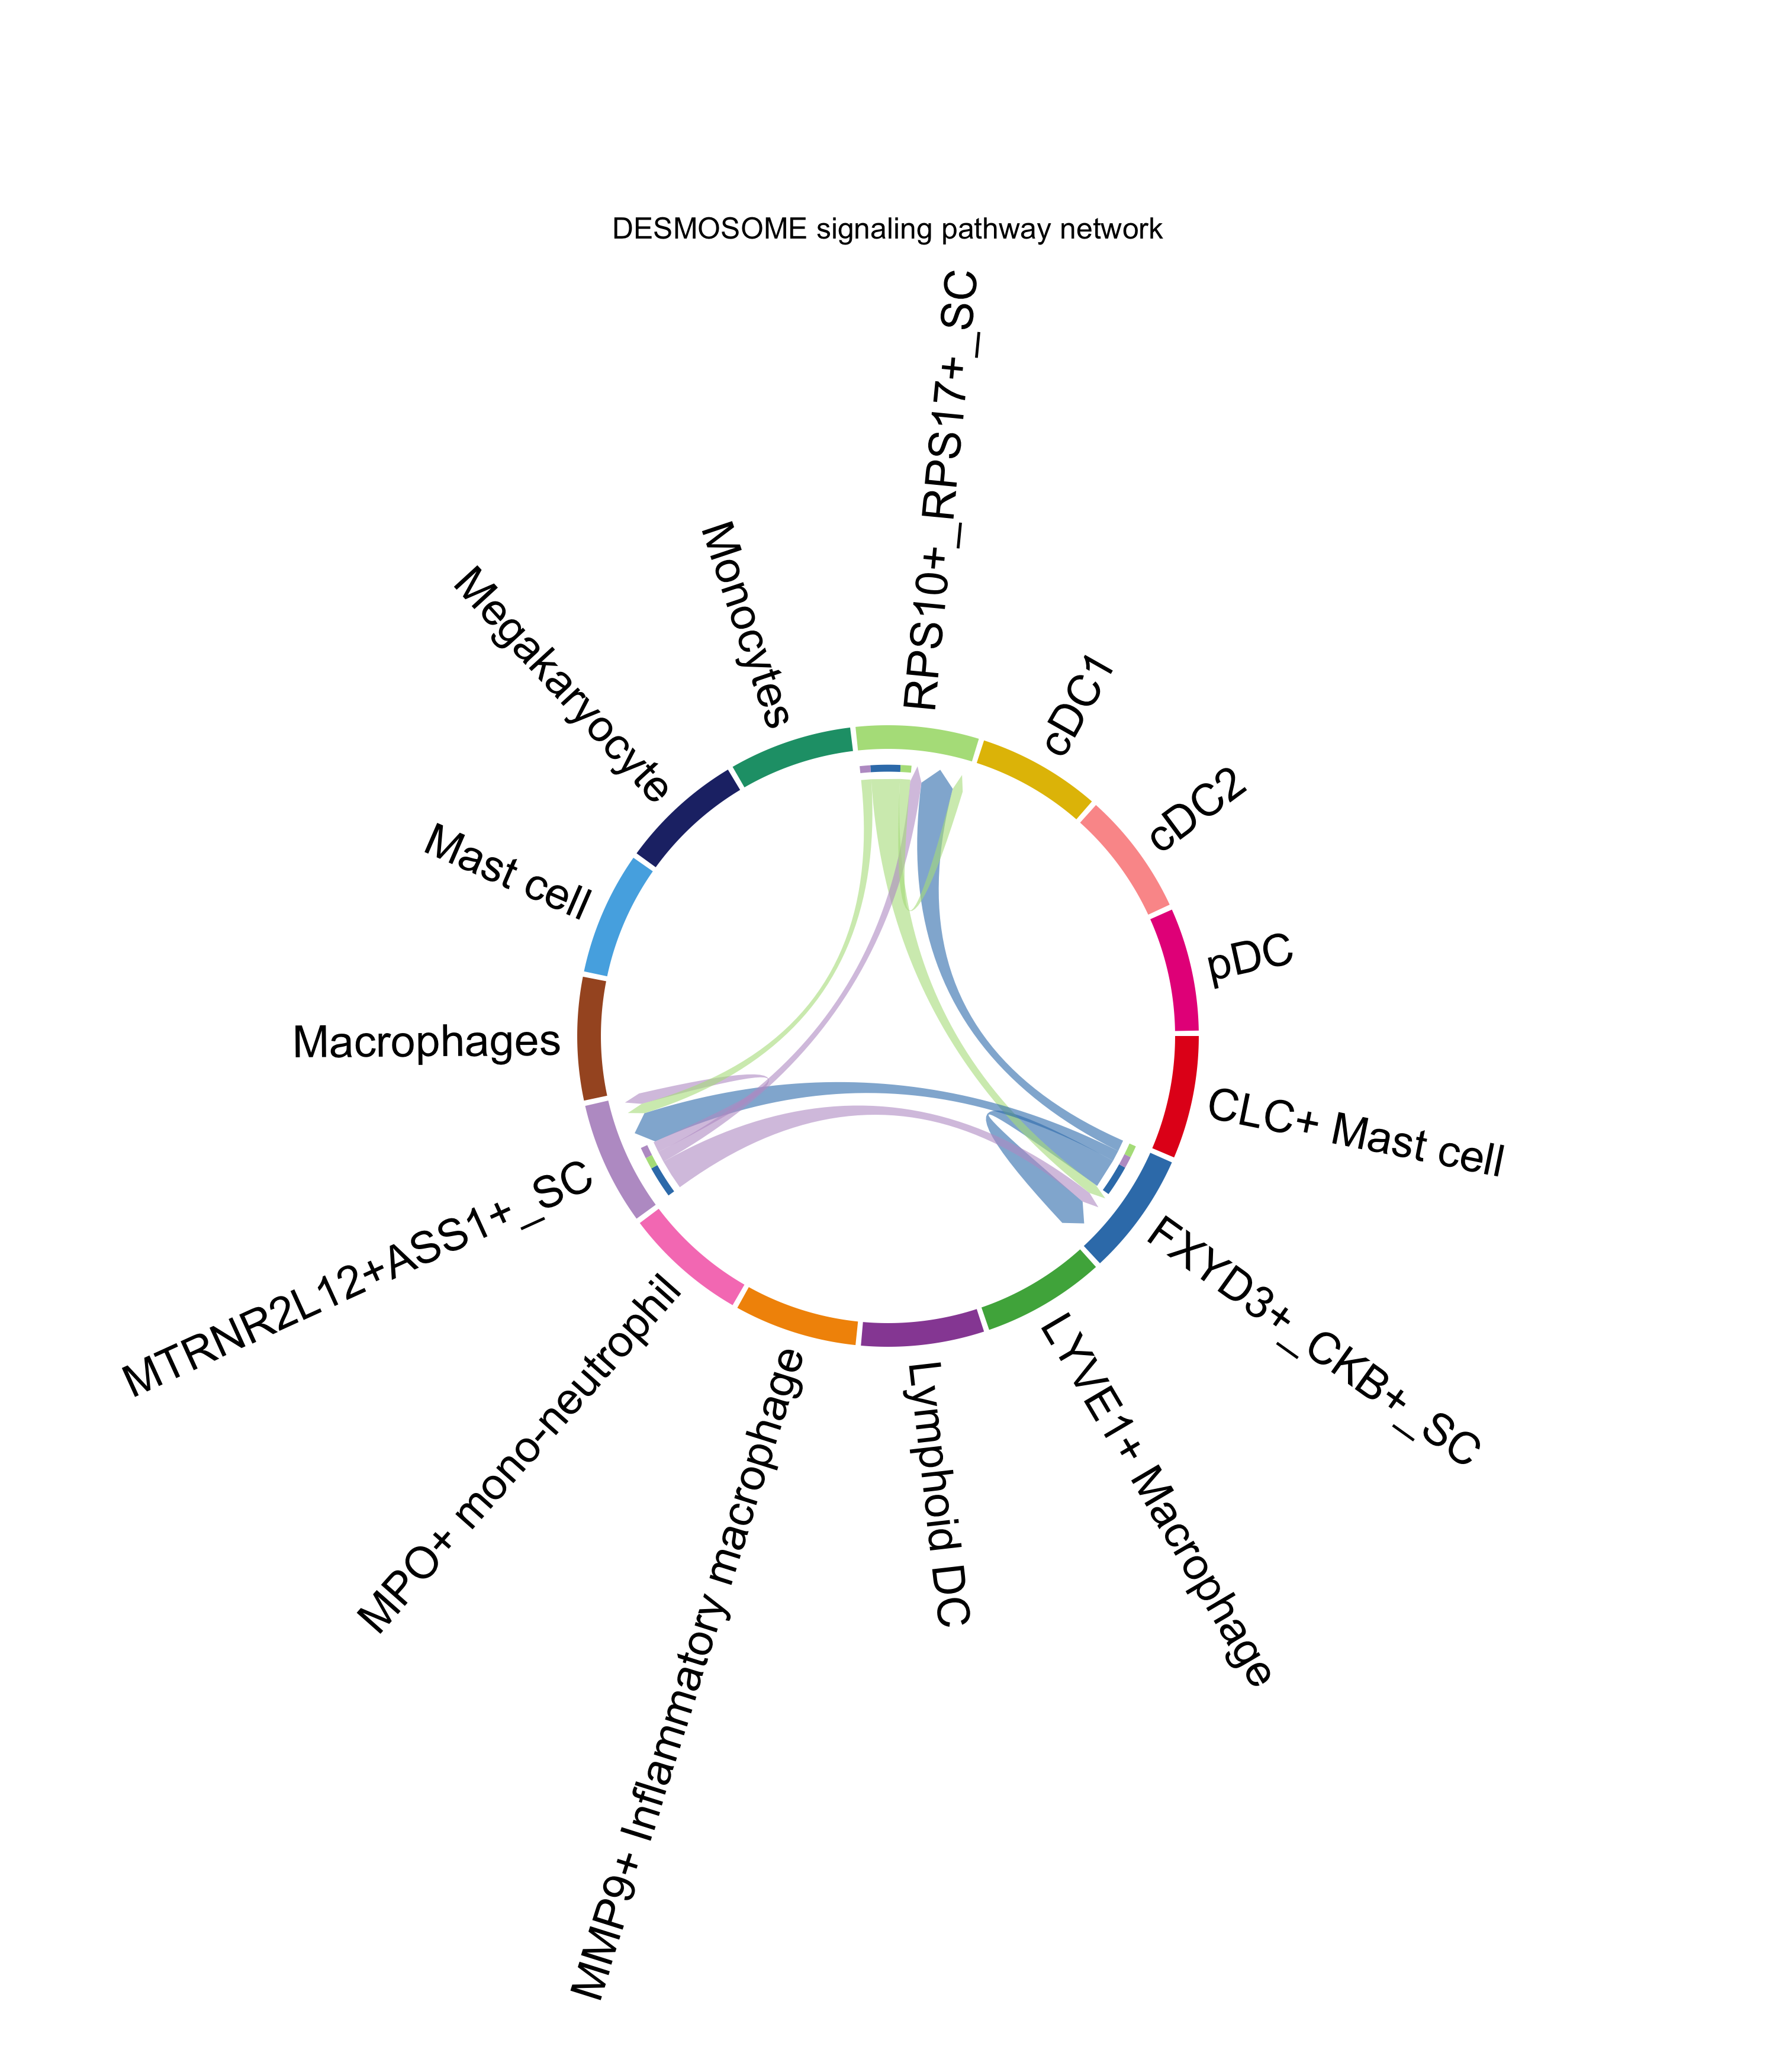 DESMOSOME signaling pathway network
RPS10+_RPS17+_SC
cDC1
cDC2
pDC
CLC+ Mast cell
FXYD3+_CKB+_SC
LYVE1+ Macrophage
Lymphoid DC
MMP9+ Inflammatory macrophage
MPO+ mono-neutrophil
MTRNR2L12+ASS1+_SC
Macrophages
Mast cell
Megakaryocyte
Monocytes